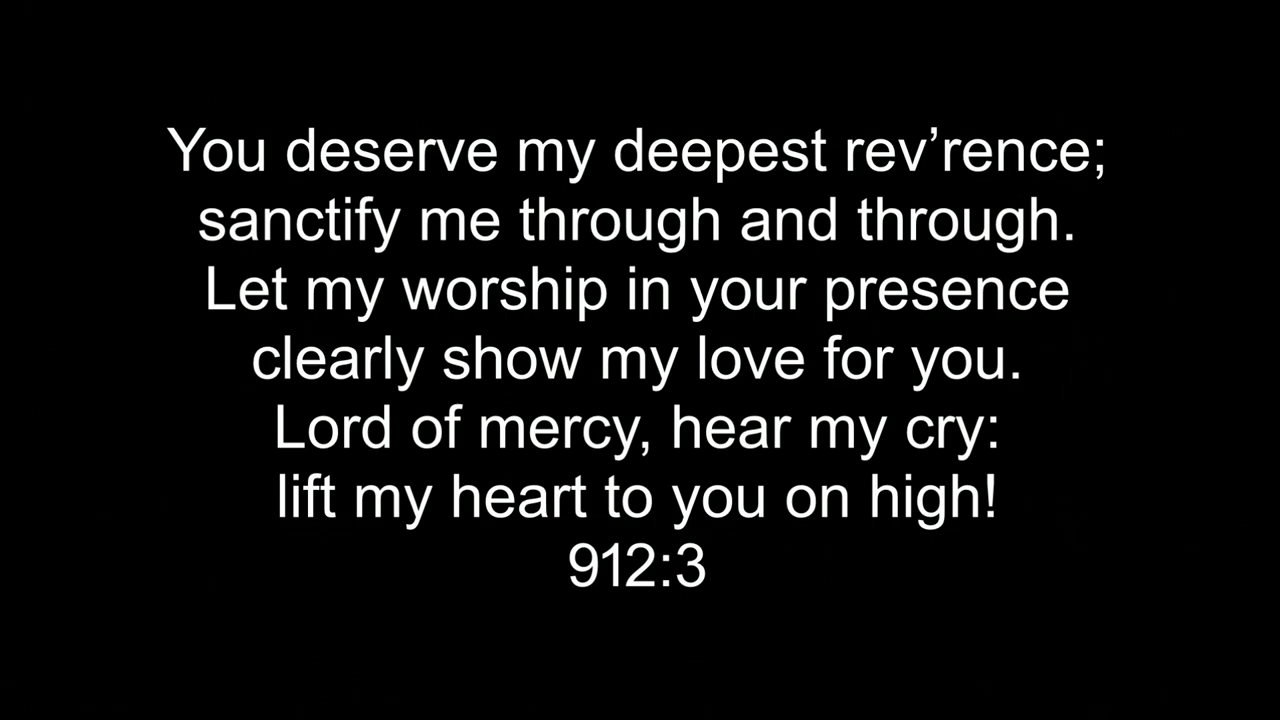 You deserve my deepest rev’rence;
sanctify me through and through.
Let my worship in your presence
clearly show my love for you.
Lord of mercy, hear my cry:
lift my heart to you on high!
912:3